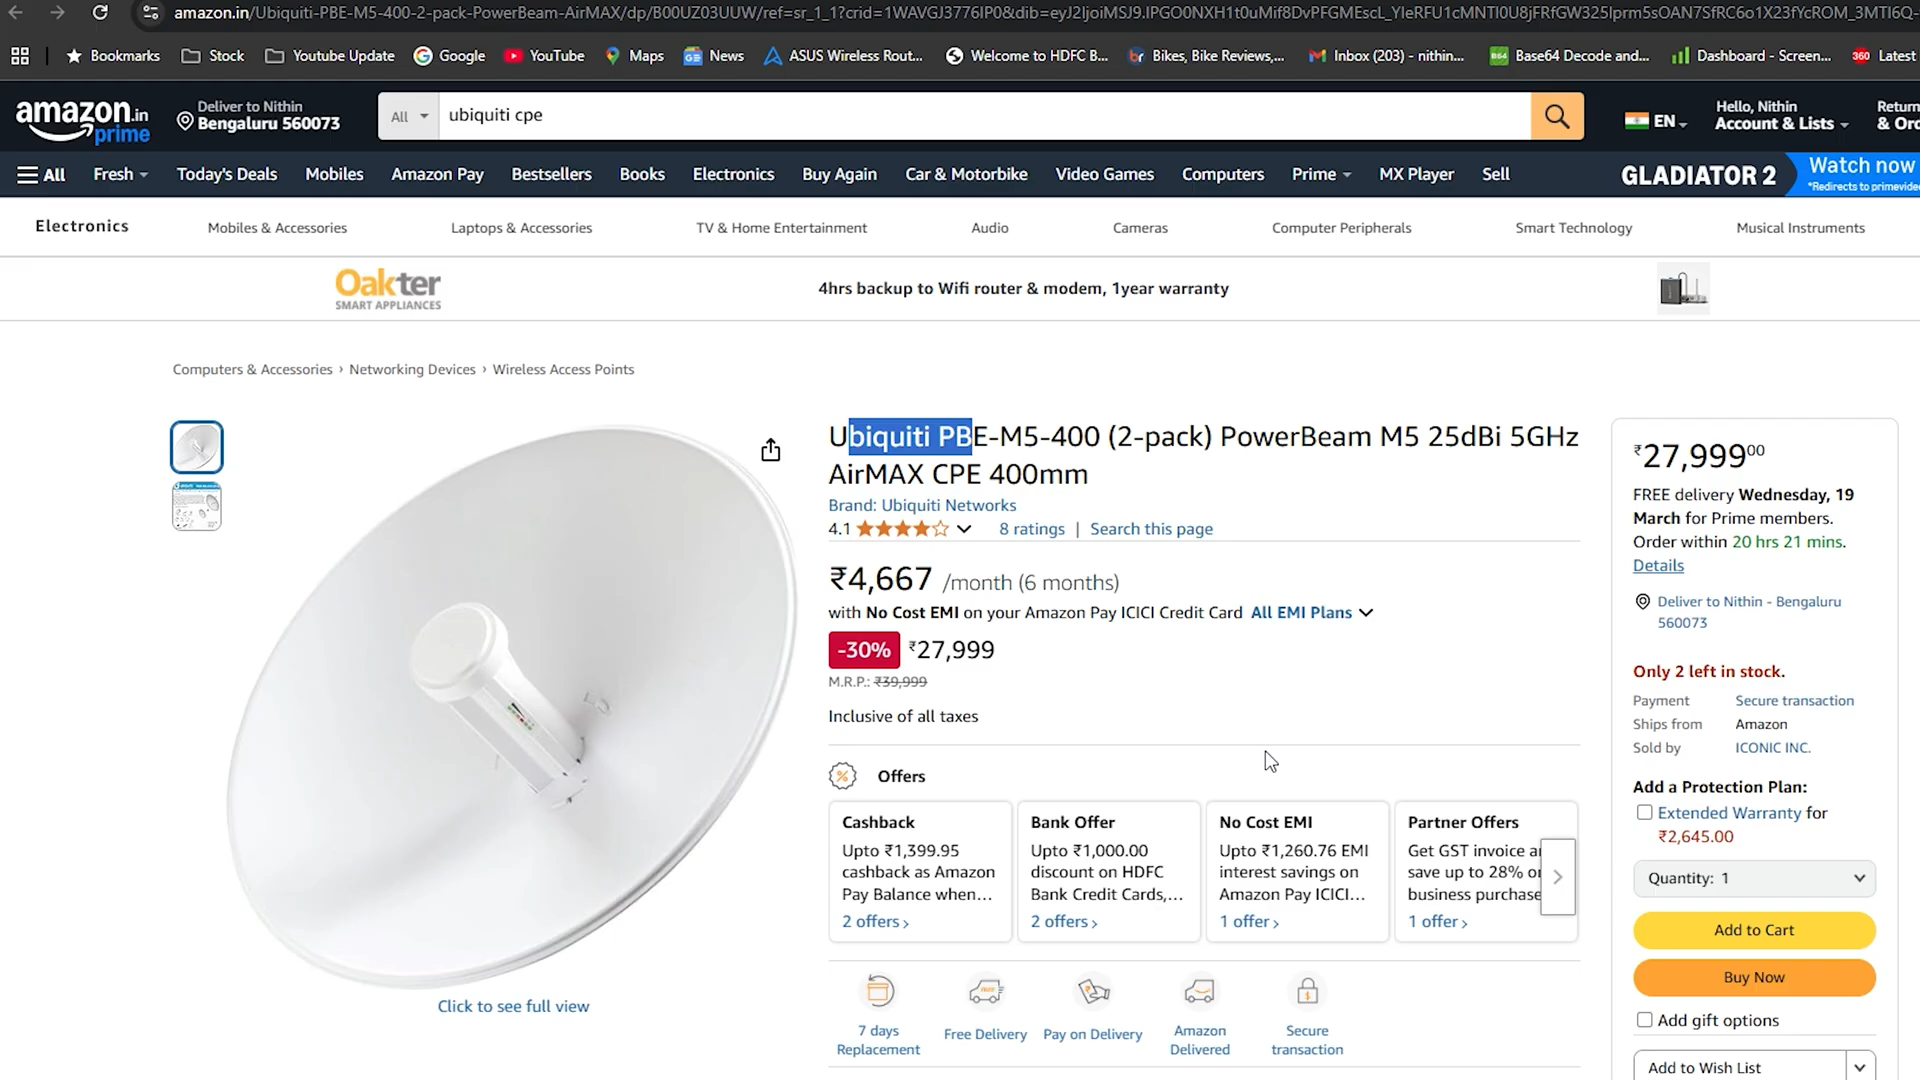 amazon.in/Ubiquiti-PBE-M5-400-2-pack-PowerBeam-AirMAX/dp/B00UZ03UUW/ref=sr_1_1?crid=1WAVGJ3776IP0&dib=eyJ2IjoiMSJ9.IPGO0NXH1t0uMif8DvPFGMEscL_YIeRFU1cMNTI0U8jFRfGW325lprm5sOAN7SfRC6o1X23fYcROM_3MTI6Q-
Bookmarks Stock Youtube Update Google YouTube Maps News ASUS Wireless Rout... Welcome to HDFC B... Bikes, Bike Reviews,... Inbox (203) - nithin... Base64 Decode and... Dashboard - Screen... 360 Latest
amazon.in
prime
Deliver to Nithin
Bengaluru 560073
All
ubiquiti cpe
EN
Hello, Nithin
Account & Lists
Return
& Orc
All Fresh Today's Deals Mobiles Amazon Pay Bestsellers Books Electronics Buy Again Car & Motorbike Video Games Computers Prime MX Player Sell
GLADIATOR 2
Watch now
*Redirects to primevideo
Electronics Mobiles & Accessories Laptops & Accessories TV & Home Entertainment Audio Cameras Computer Peripherals Smart Technology Musical Instruments
Oakter
SMART APPLIANCES
4hrs backup to Wifi router & modem, 1year warranty
Computers & Accessories › Networking Devices › Wireless Access Points
Ubiquiti PBE-M5-400 (2-pack) PowerBeam M5 25dBi 5GHz
AirMAX CPE 400mm
Brand: Ubiquiti Networks
4.1 8 ratings | Search this page
₹4,667 /month (6 months)
with No Cost EMI on your Amazon Pay ICICI Credit Card All EMI Plans
-30% ₹27,999
M.R.P.: ₹39,999
Inclusive of all taxes
Offers
Cashback
Upto ₹1,399.95
cashback as Amazon
Pay Balance when...
2 offers ›
Bank Offer
Upto ₹1,000.00
discount on HDFC
Bank Credit Cards,...
2 offers ›
No Cost EMI
Upto ₹1,260.76 EMI
interest savings on
Amazon Pay ICICI...
1 offer ›
Partner Offers
Get GST invoice a
save up to 28% o
business purchase
1 offer ›
7 days
Replacement
Free Delivery
Pay on Delivery
Amazon
Delivered
Secure
transaction
Click to see full view
₹27,99900
FREE delivery Wednesday, 19
March for Prime members.
Order within 20 hrs 21 mins.
Details
Deliver to Nithin - Bengaluru
560073
Only 2 left in stock.
Payment Secure transaction
Ships from Amazon
Sold by ICONIC INC.
Add a Protection Plan:
Extended Warranty for
₹2,645.00
Quantity: 1
Add to Cart
Buy Now
Add gift options
Add to Wish List